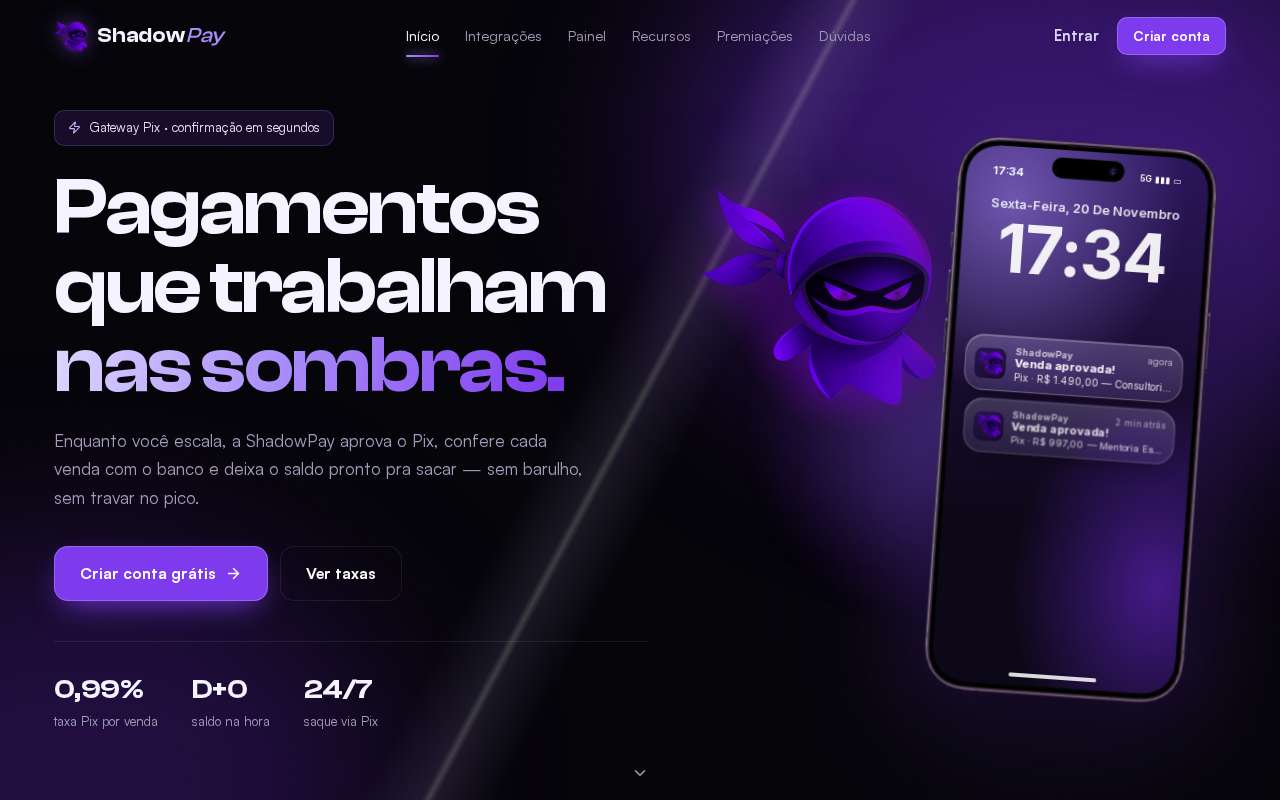 ShadowPay
Início
Integrações
Painel
Recursos
Premiações
Dúvidas
Entrar
Criar conta
Gateway Pix · confirmação em segundos
Pagamentos
que trabalham
nas sombras.
Enquanto você escala, a ShadowPay aprova o Pix, confere cada
venda com o banco e deixa o saldo pronto pra sacar — sem barulho,
sem travar no pico.
Criar conta grátis
Ver taxas
0,99%
taxa Pix por venda
D+0
saldo na hora
24/7
saque via Pix
17:34
5G
Sexta-Feira, 20 De Novembro
17:34
ShadowPay
agora
Venda aprovada!
Pix · R$ 1.490,00 — Consultori...
ShadowPay
2 min atrás
Venda aprovada!
Pix · R$ 997,00 — Mentoria Es...